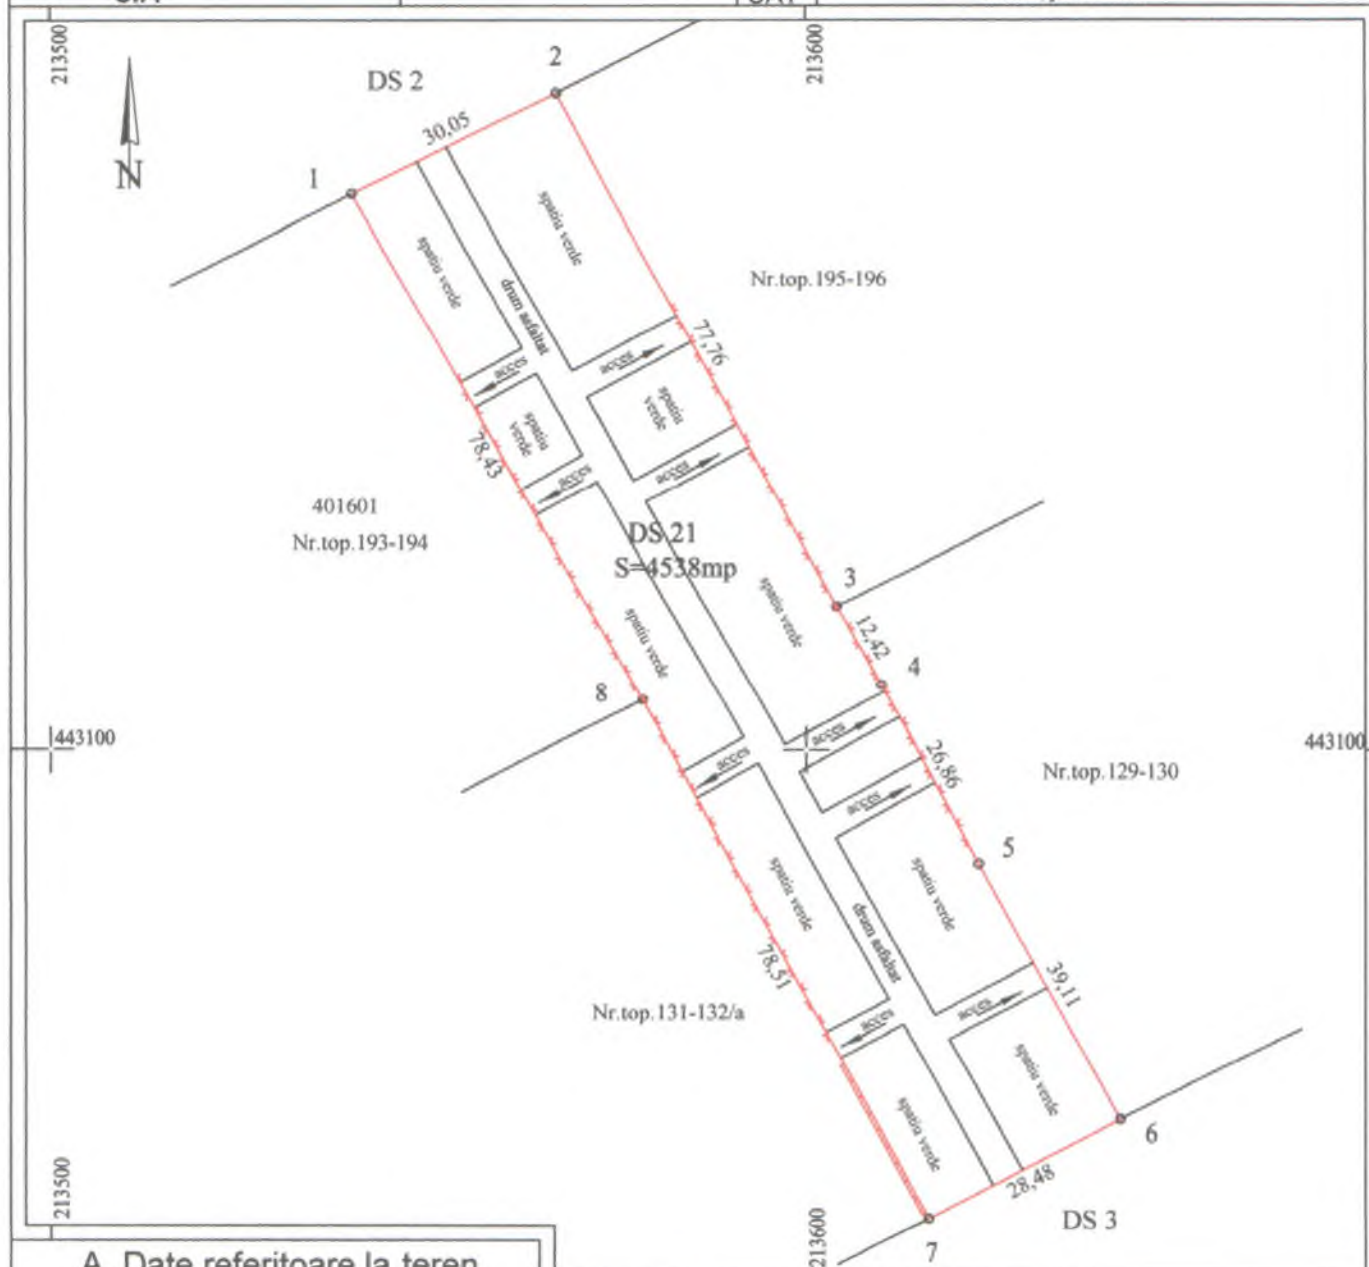 213500
213600
DS 2
2
30,05
N
1
spatiu verde
spatiu verde
Nr.top.195-196
drum asfaltat
77,76
acces
acces
spatiu
verde
spatiu
verde
78,43
acces
acces
401601
Nr.top.193-194
DS 21
S=4538mp
spatiu verde
3
12,42
spatiu verde
4
8
443100
acces
443100
acces
26,86
Nr.top.129-130
acces
5
spatiu verde
spatiu verde
drum asfaltat
78,51
39,11
Nr.top.131-132/a
acces
acces
spatiu verde
spatiu verde
6
213500
28,48
DS 3
213600
7
A. Date referitoare la teren